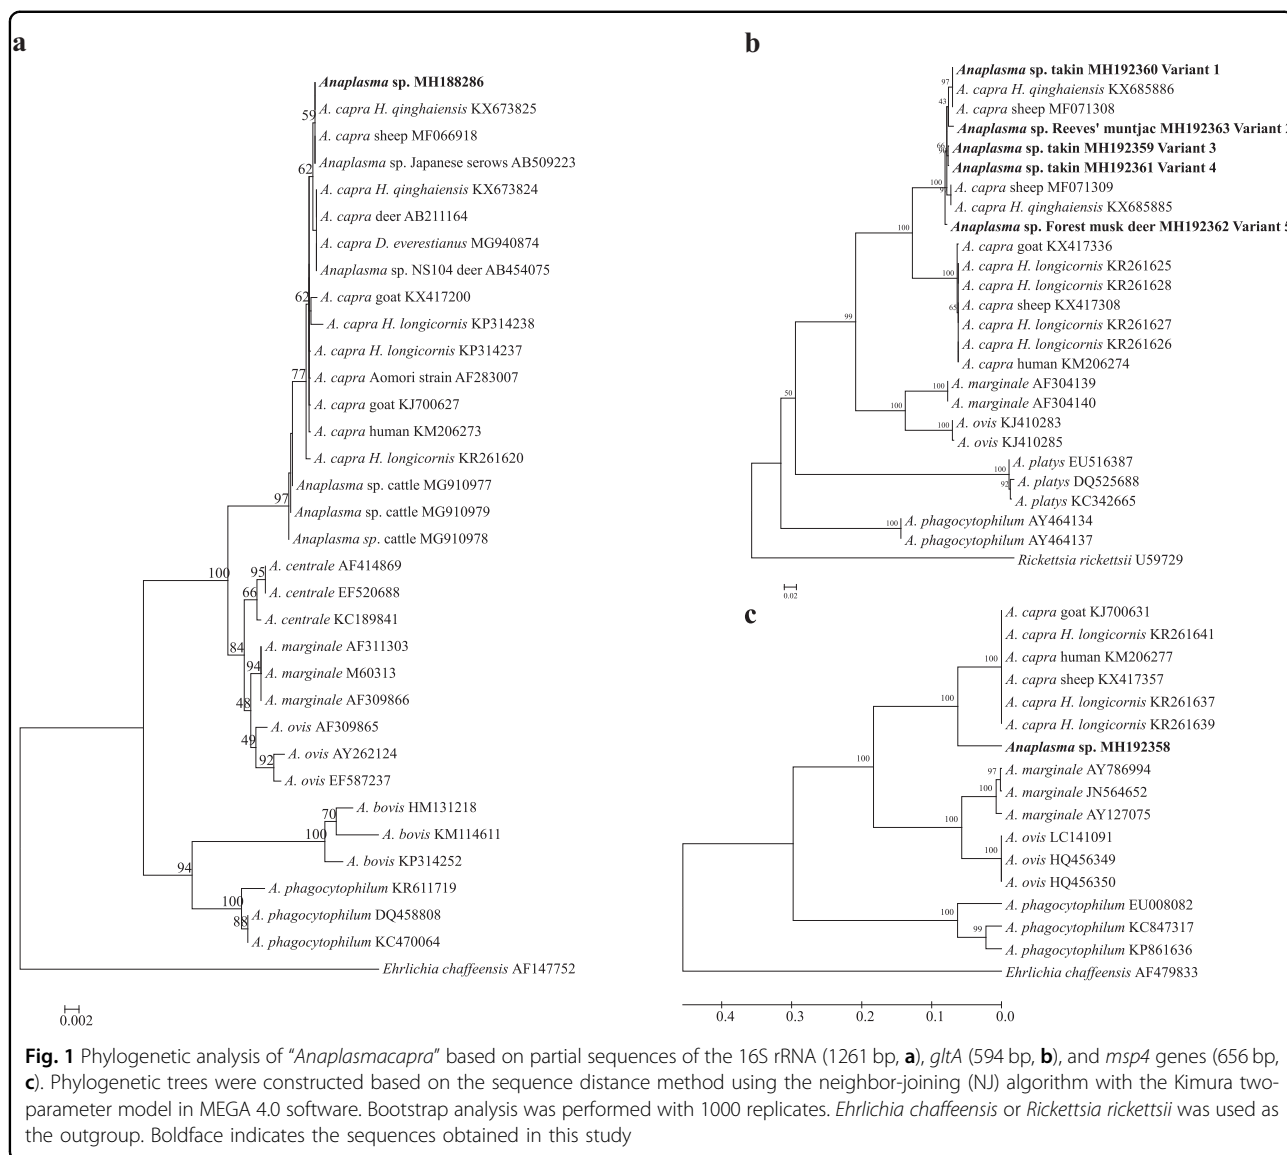 a
Anaplasma sp. MH188286
A. capra H. qinghaiensis KX673825
59
A. capra sheep MF066918
Anaplasma sp. Japanese serows AB509223
62
A. capra H. qinghaiensis KX673824
A. capra deer AB211164
A. capra D. everestianus MG940874
Anaplasma sp. NS104 deer AB454075
62
A. capra goat KX417200
A. capra H. longicornis KP314238
A. capra H. longicornis KP314237
77
A. capra Aomori strain AF283007
A. capra goat KJ700627
A. capra human KM206273
A. capra H. longicornis KR261620
Anaplasma sp. cattle MG910977
97
Anaplasma sp. cattle MG910979
Anaplasma sp. cattle MG910978
100
95
A. centrale AF414869
66
A. centrale EF520688
A. centrale KC189841
84
A. marginale AF311303
94
A. marginale M60313
48
A. marginale AF309866
A. ovis AF309865
49
A. ovis AY262124
92
A. ovis EF587237
70
A. bovis HM131218
100
A. bovis KM114611
94
A. bovis KP314252
A. phagocytophilum KR611719
100
A. phagocytophilum DQ458808
88
A. phagocytophilum KC470064
Ehrlichia chaffeensis AF147752
0.002
b
Anaplasma sp. takin MH192360 Variant 1
97
A. capra H. qinghaiensis KX685886
43
A. capra sheep MF071308
Anaplasma sp. Reeves' muntjac MH192363 Variant
Anaplasma sp. takin MH192359 Variant 3
Anaplasma sp. takin MH192361 Variant 4
100
A. capra sheep MF071309
A. capra H. qinghaiensis KX685885
100
Anaplasma sp. Forest musk deer MH192362 Variant 5
A. capra goat KX417336
A. capra H. longicornis KR261625
100
A. capra H. longicornis KR261628
A. capra sheep KX417308
65
A. capra H. longicornis KR261627
99
A. capra H. longicornis KR261626
A. capra human KM206274
100
A. marginale AF304139
50
A. marginale AF304140
100
A. ovis KJ410283
100
A. ovis KJ410285
A. platys EU516387
100
A. platys DQ525688
92
A. platys KC342665
A. phagocytophilum AY464134
100
A. phagocytophilum AY464137
Rickettsia rickettsii U59729
0.02
c
A. capra goat KJ700631
A. capra H. longicornis KR261641
100
A. capra human KM206277
A. capra sheep KX417357
100
A. capra H. longicornis KR261637
A. capra H. longicornis KR261639
Anaplasma sp. MH192358
100
97
A. marginale AY786994
100
A. marginale JN564652
A. marginale AY127075
100
A. ovis LC141091
100
A. ovis HQ456349
A. ovis HQ456350
A. phagocytophilum EU008082
100
A. phagocytophilum KC847317
99
A. phagocytophilum KP861636
Ehrlichia chaffeensis AF479833
0.4 0.3 0.2 0.1 0.0
Fig. 1 Phylogenetic analysis of “Anaplasmacapra” based on partial sequences of the 16S rRNA (1261 bp, a), gltA (594 bp, b), and msp4 genes (656 bp,
c). Phylogenetic trees were constructed based on the sequence distance method using the neighbor-joining (NJ) algorithm with the Kimura two-
parameter model in MEGA 4.0 software. Bootstrap analysis was performed with 1000 replicates. Ehrlichia chaffeensis or Rickettsia rickettsii was used as
the outgroup. Boldface indicates the sequences obtained in this study